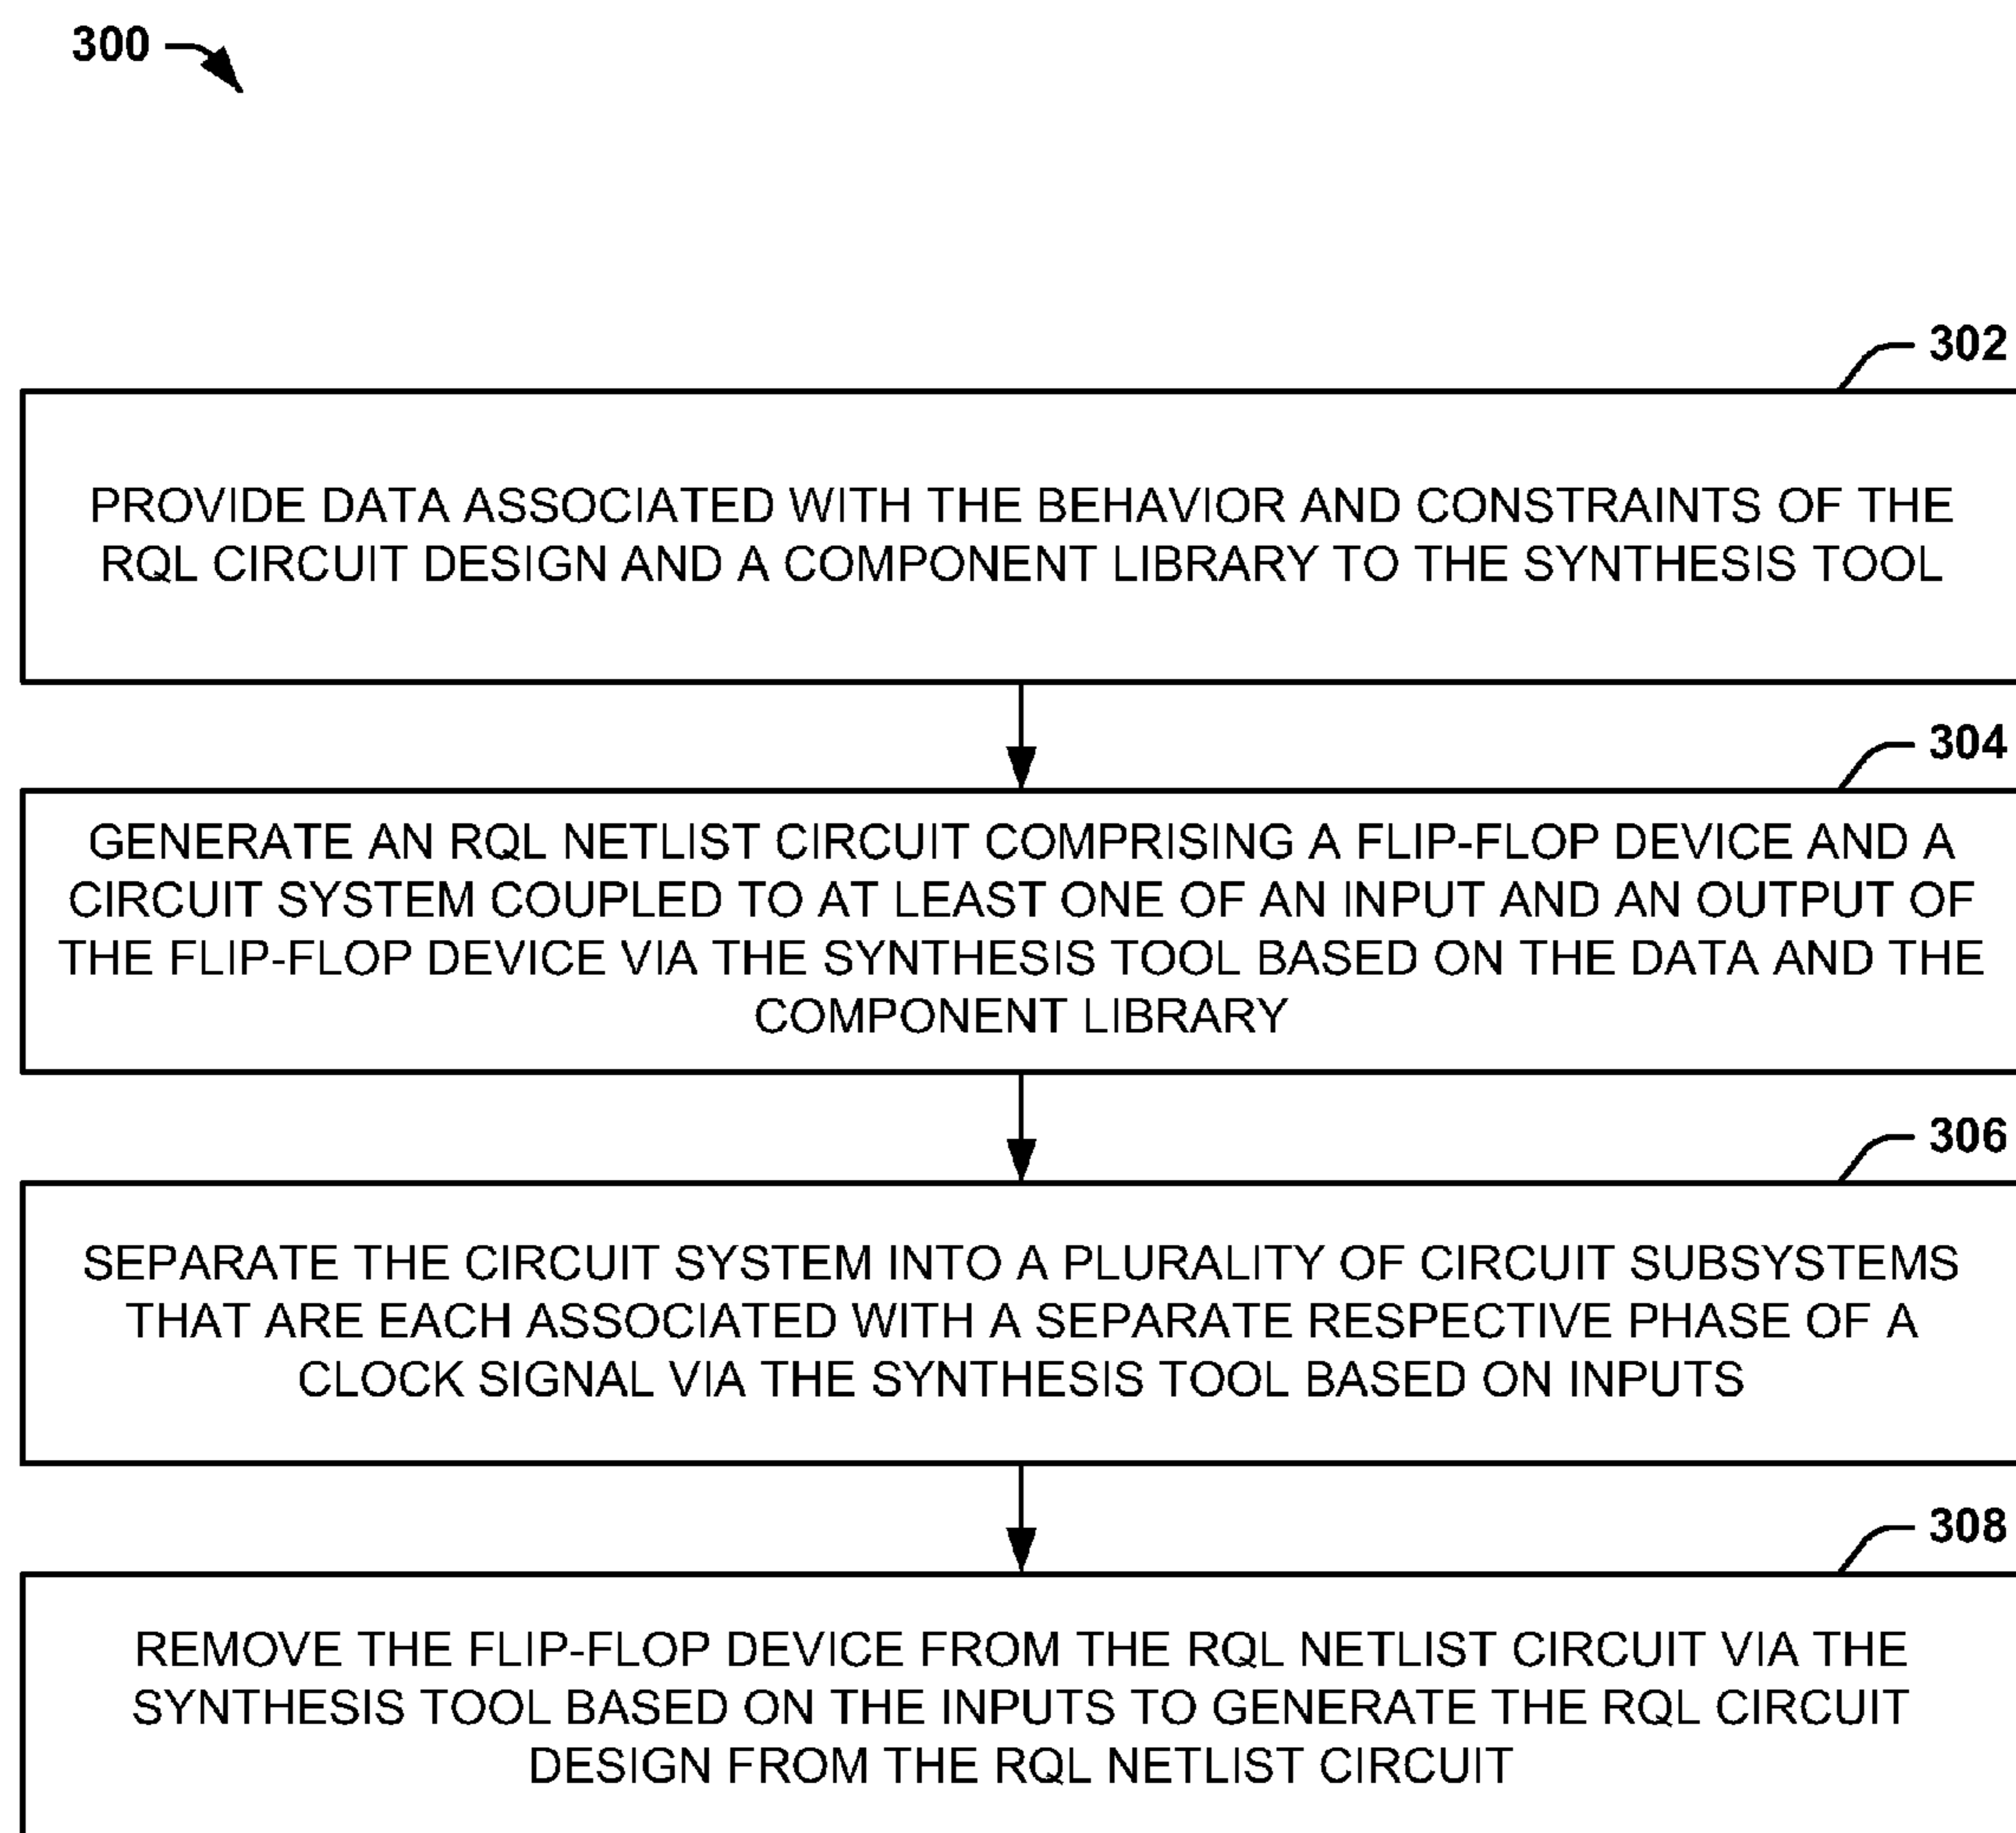 300
302
PROVIDE DATA ASSOCIATED WITH THE BEHAVIOR AND CONSTRAINTS OF THE
RQL CIRCUIT DESIGN AND A COMPONENT LIBRARY TO THE SYNTHESIS TOOL
304
GENERATE AN RQL NETLIST CIRCUIT COMPRISING A FLIP-FLOP DEVICE AND A
CIRCUIT SYSTEM COUPLED TO AT LEAST ONE OF AN INPUT AND AN OUTPUT OF
THE FLIP-FLOP DEVICE VIA THE SYNTHESIS TOOL BASED ON THE DATA AND THE
COMPONENT LIBRARY
306
SEPARATE THE CIRCUIT SYSTEM INTO A PLURALITY OF CIRCUIT SUBSYSTEMS
THAT ARE EACH ASSOCIATED WITH A SEPARATE RESPECTIVE PHASE OF A
CLOCK SIGNAL VIA THE SYNTHESIS TOOL BASED ON INPUTS
308
REMOVE THE FLIP-FLOP DEVICE FROM THE RQL NETLIST CIRCUIT VIA THE
SYNTHESIS TOOL BASED ON THE INPUTS TO GENERATE THE RQL CIRCUIT
DESIGN FROM THE RQL NETLIST CIRCUIT